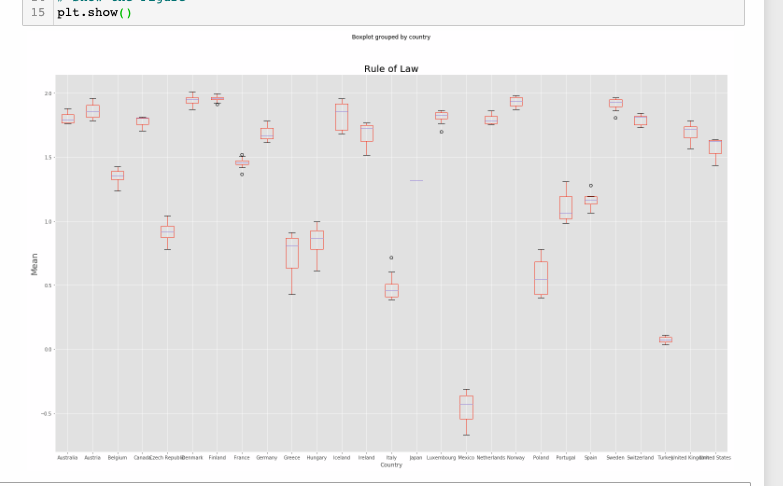 15 plt.show()
Boxplot grouped by country
Rule of Law
2.0
1.5
1.0
0.5
0.0
−0.5
Mean
Australia Austria Belgium Canada Czech Republic Denmark Finland France Germany Greece Hungary Iceland Ireland Italy Japan Luxembourg Mexico Netherlands Norway Poland Portugal Spain Sweden Switzerland Turkey United Kingdom United States
Country